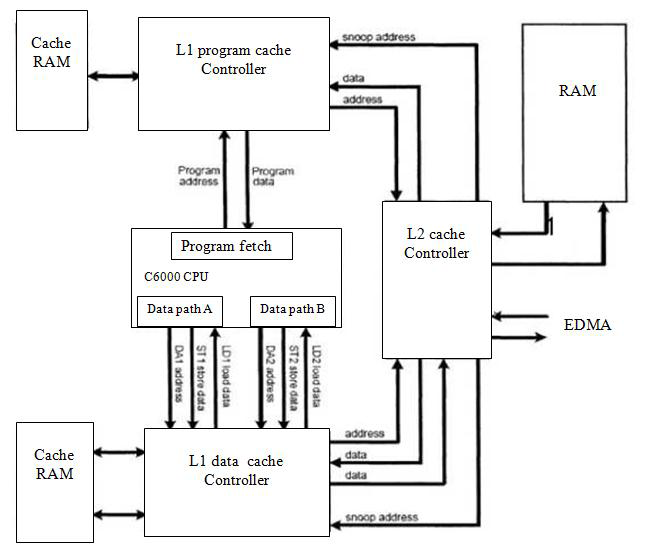 Cache
RAM
L1 program cache
Controller
snoop address
data
address
RAM
Program
address
Program
data
L2 cache
Controller
Program fetch
C6000 CPU
Data path A
Data path B
EDMA
DA1 address
ST1 store data
LD1 load data
DA2 address
ST2 store data
LD2 load data
Cache
RAM
L1 data cache
Controller
address
data
data
snoop address